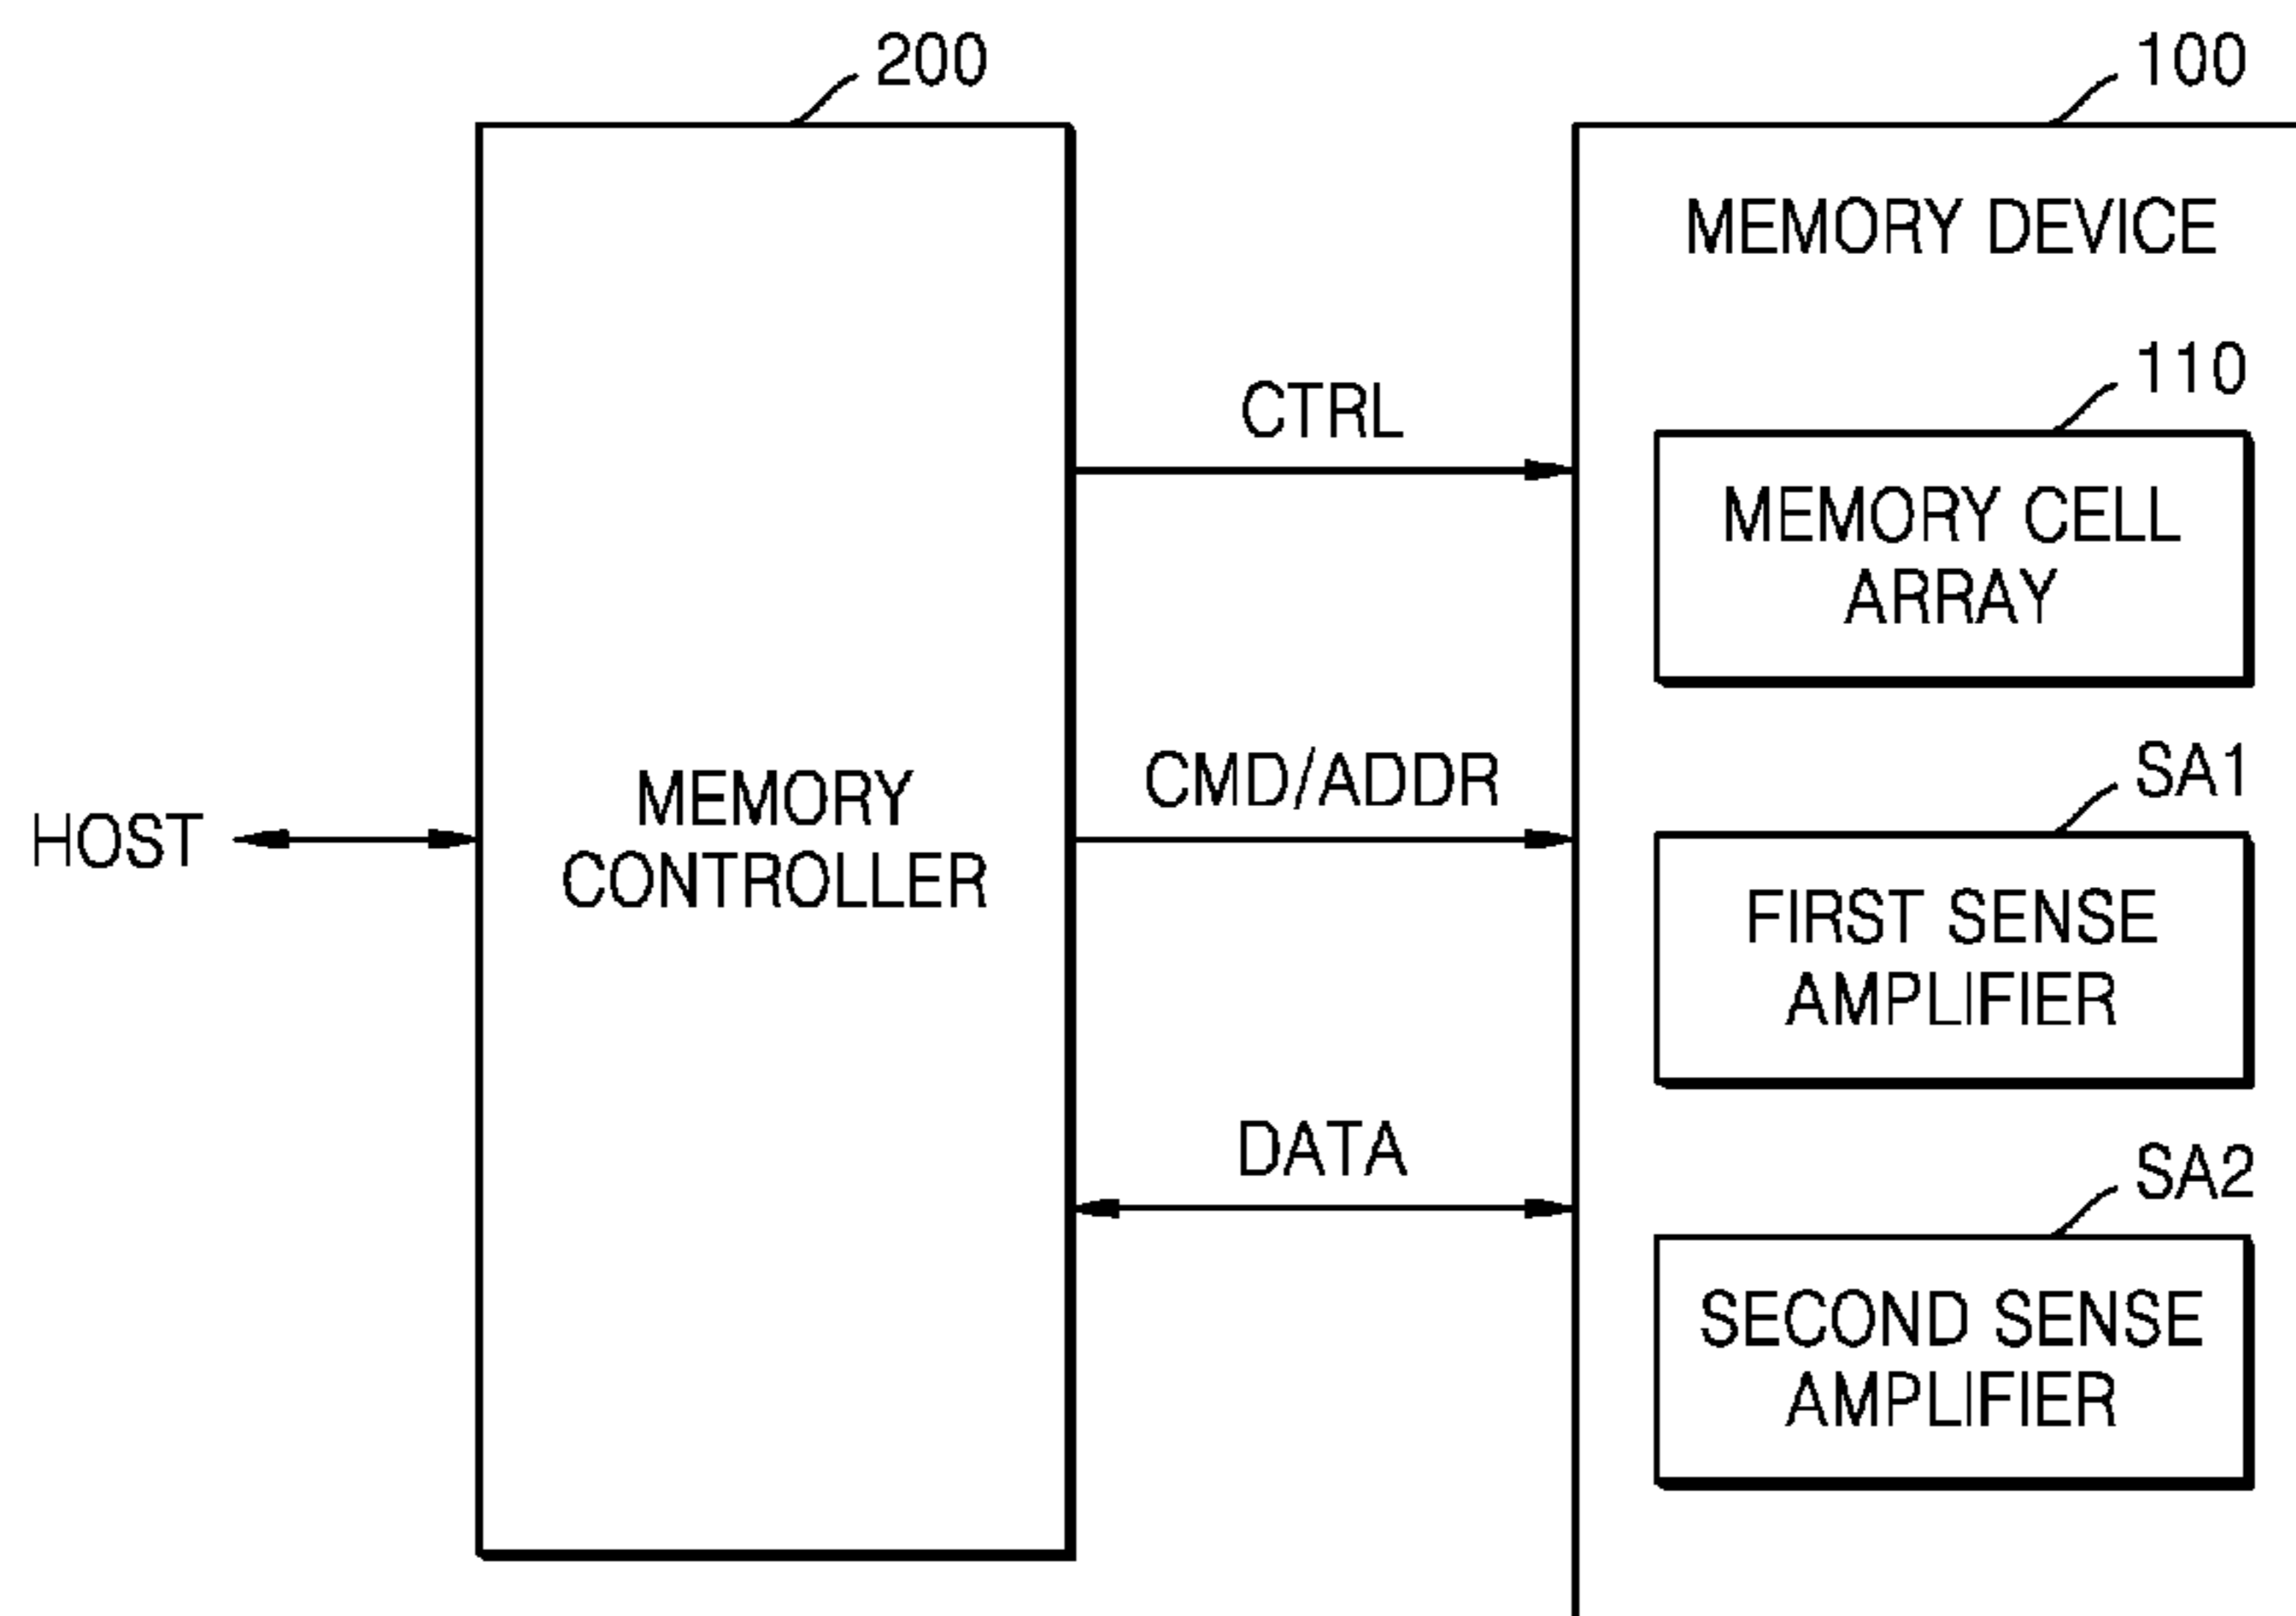 200
100
MEMORY DEVICE
110
CTRL
MEMORY CELL
ARRAY
HOST
MEMORY
CONTROLLER
CMD/ADDR
SA1
FIRST SENSE
AMPLIFIER
DATA
SA2
SECOND SENSE
AMPLIFIER